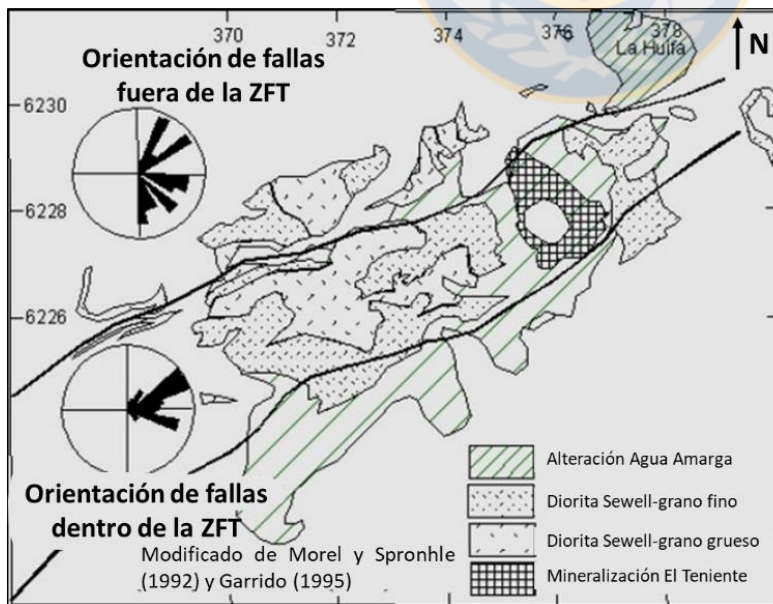 370
372
374
376
378
La Huifa
N
Orientación de fallas
fuera de la ZFT
6230
6228
6226
Orientación de fallas
dentro de la ZFT
Modificado de Morel y Spronhle
(1992) y Garrido (1995)
Alteración Agua Amarga
Diorita Sewell-grano fino
Diorita Sewell-grano grueso
Mineralización El Teniente